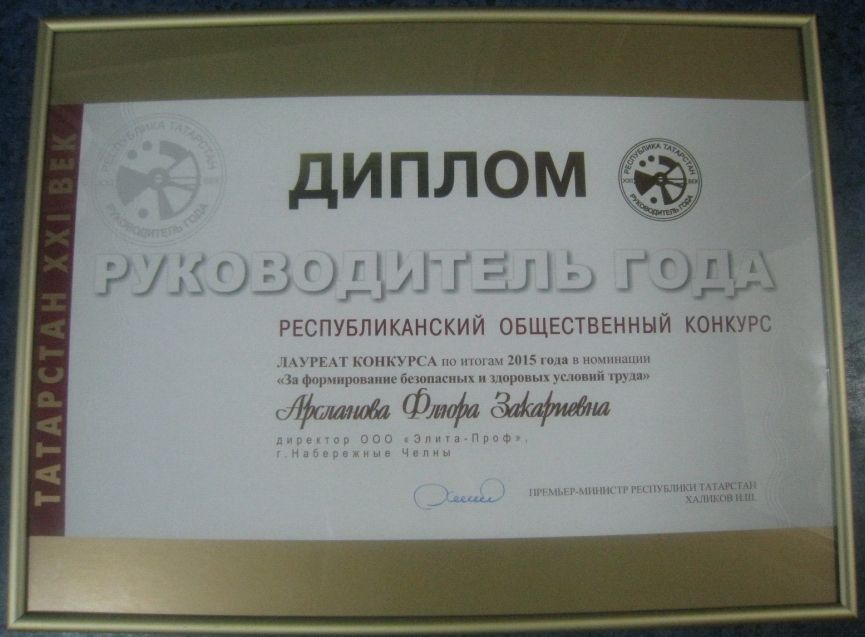 ТАТАРСТАН XXI ВЕК
РЕСПУБЛИКА ТАТАРСТАН
XXI ВЕК
РУКОВОДИТЕЛЬ ГОДА
ДИПЛОМ
РЕСПУБЛИКА ТАТАРСТАН
XXI ВЕК
РУКОВОДИТЕЛЬ ГОДА
РУКОВОДИТЕЛЬ ГОДА
РЕСПУБЛИКАНСКИЙ ОБЩЕСТВЕННЫЙ КОНКУРС
ЛАУРЕАТ КОНКУРСА по итогам 2015 года в номинации
«За формирование безопасных и здоровых условий труда»
Арсланова Флюра Закариевна
директор ООО «Элита-Проф»,
г.Набережные Челны
ПРЕМЬЕР-МИНИСТР РЕСПУБЛИКИ ТАТАРСТАН
ХАЛИКОВ И.Ш.